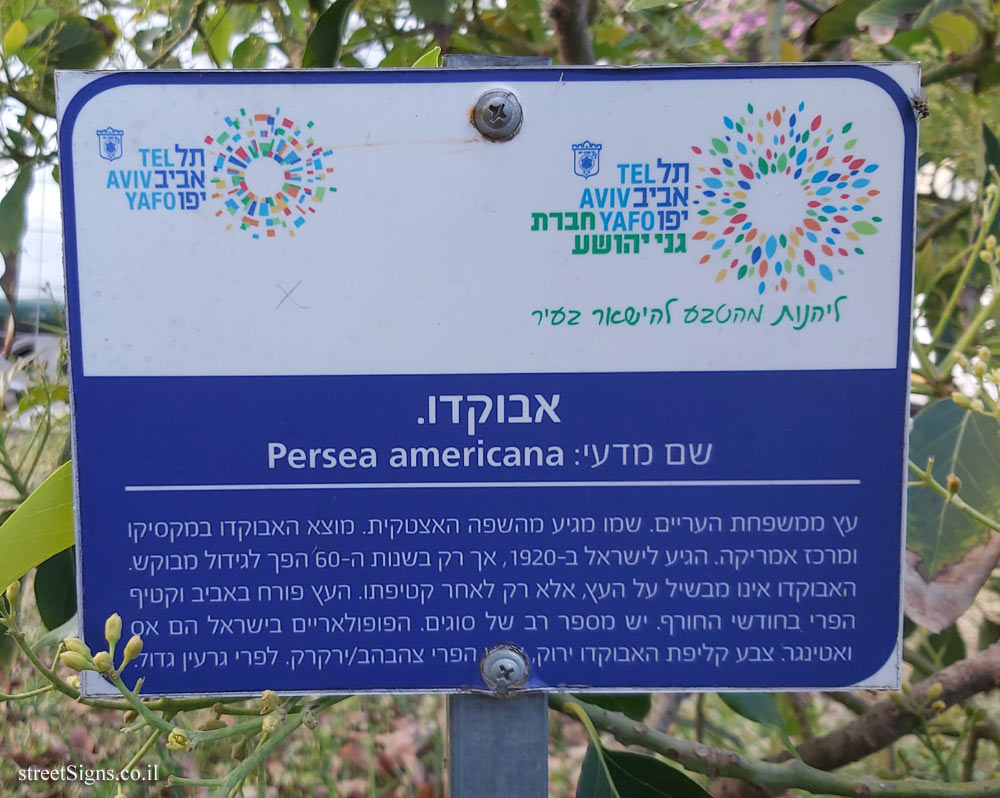 תל TEL
אביב AVIV
יפו YAFO
תל TEL
אביב AVIV
יפו YAFO חברת
גני יהושע
ליהנות מהטבע להישאר בעיר
אבוקדו.
שם מדעי: Persea americana
עץ ממשפחת העריים. שמו מגיע מהשפה האצטקית. מוצא האבוקדו במקסיקו
ומרכז אמריקה. הגיע לישראל ב-1920, אך רק בשנות ה-60 הפך לגידול מבוקש.
האבוקדו אינו מבשיל על העץ, אלא רק לאחר קטיפתו. העץ פורח באביב וקטיף
הפרי בחודשי החורף. יש מספר רב של סוגים. הפופולאריים בישראל הם אס
ואטינגר. צבע קליפת האבוקדו ירוק, הפרי צהבהב/ירקרק. לפרי גרעין גדול.
streetSigns.co.il